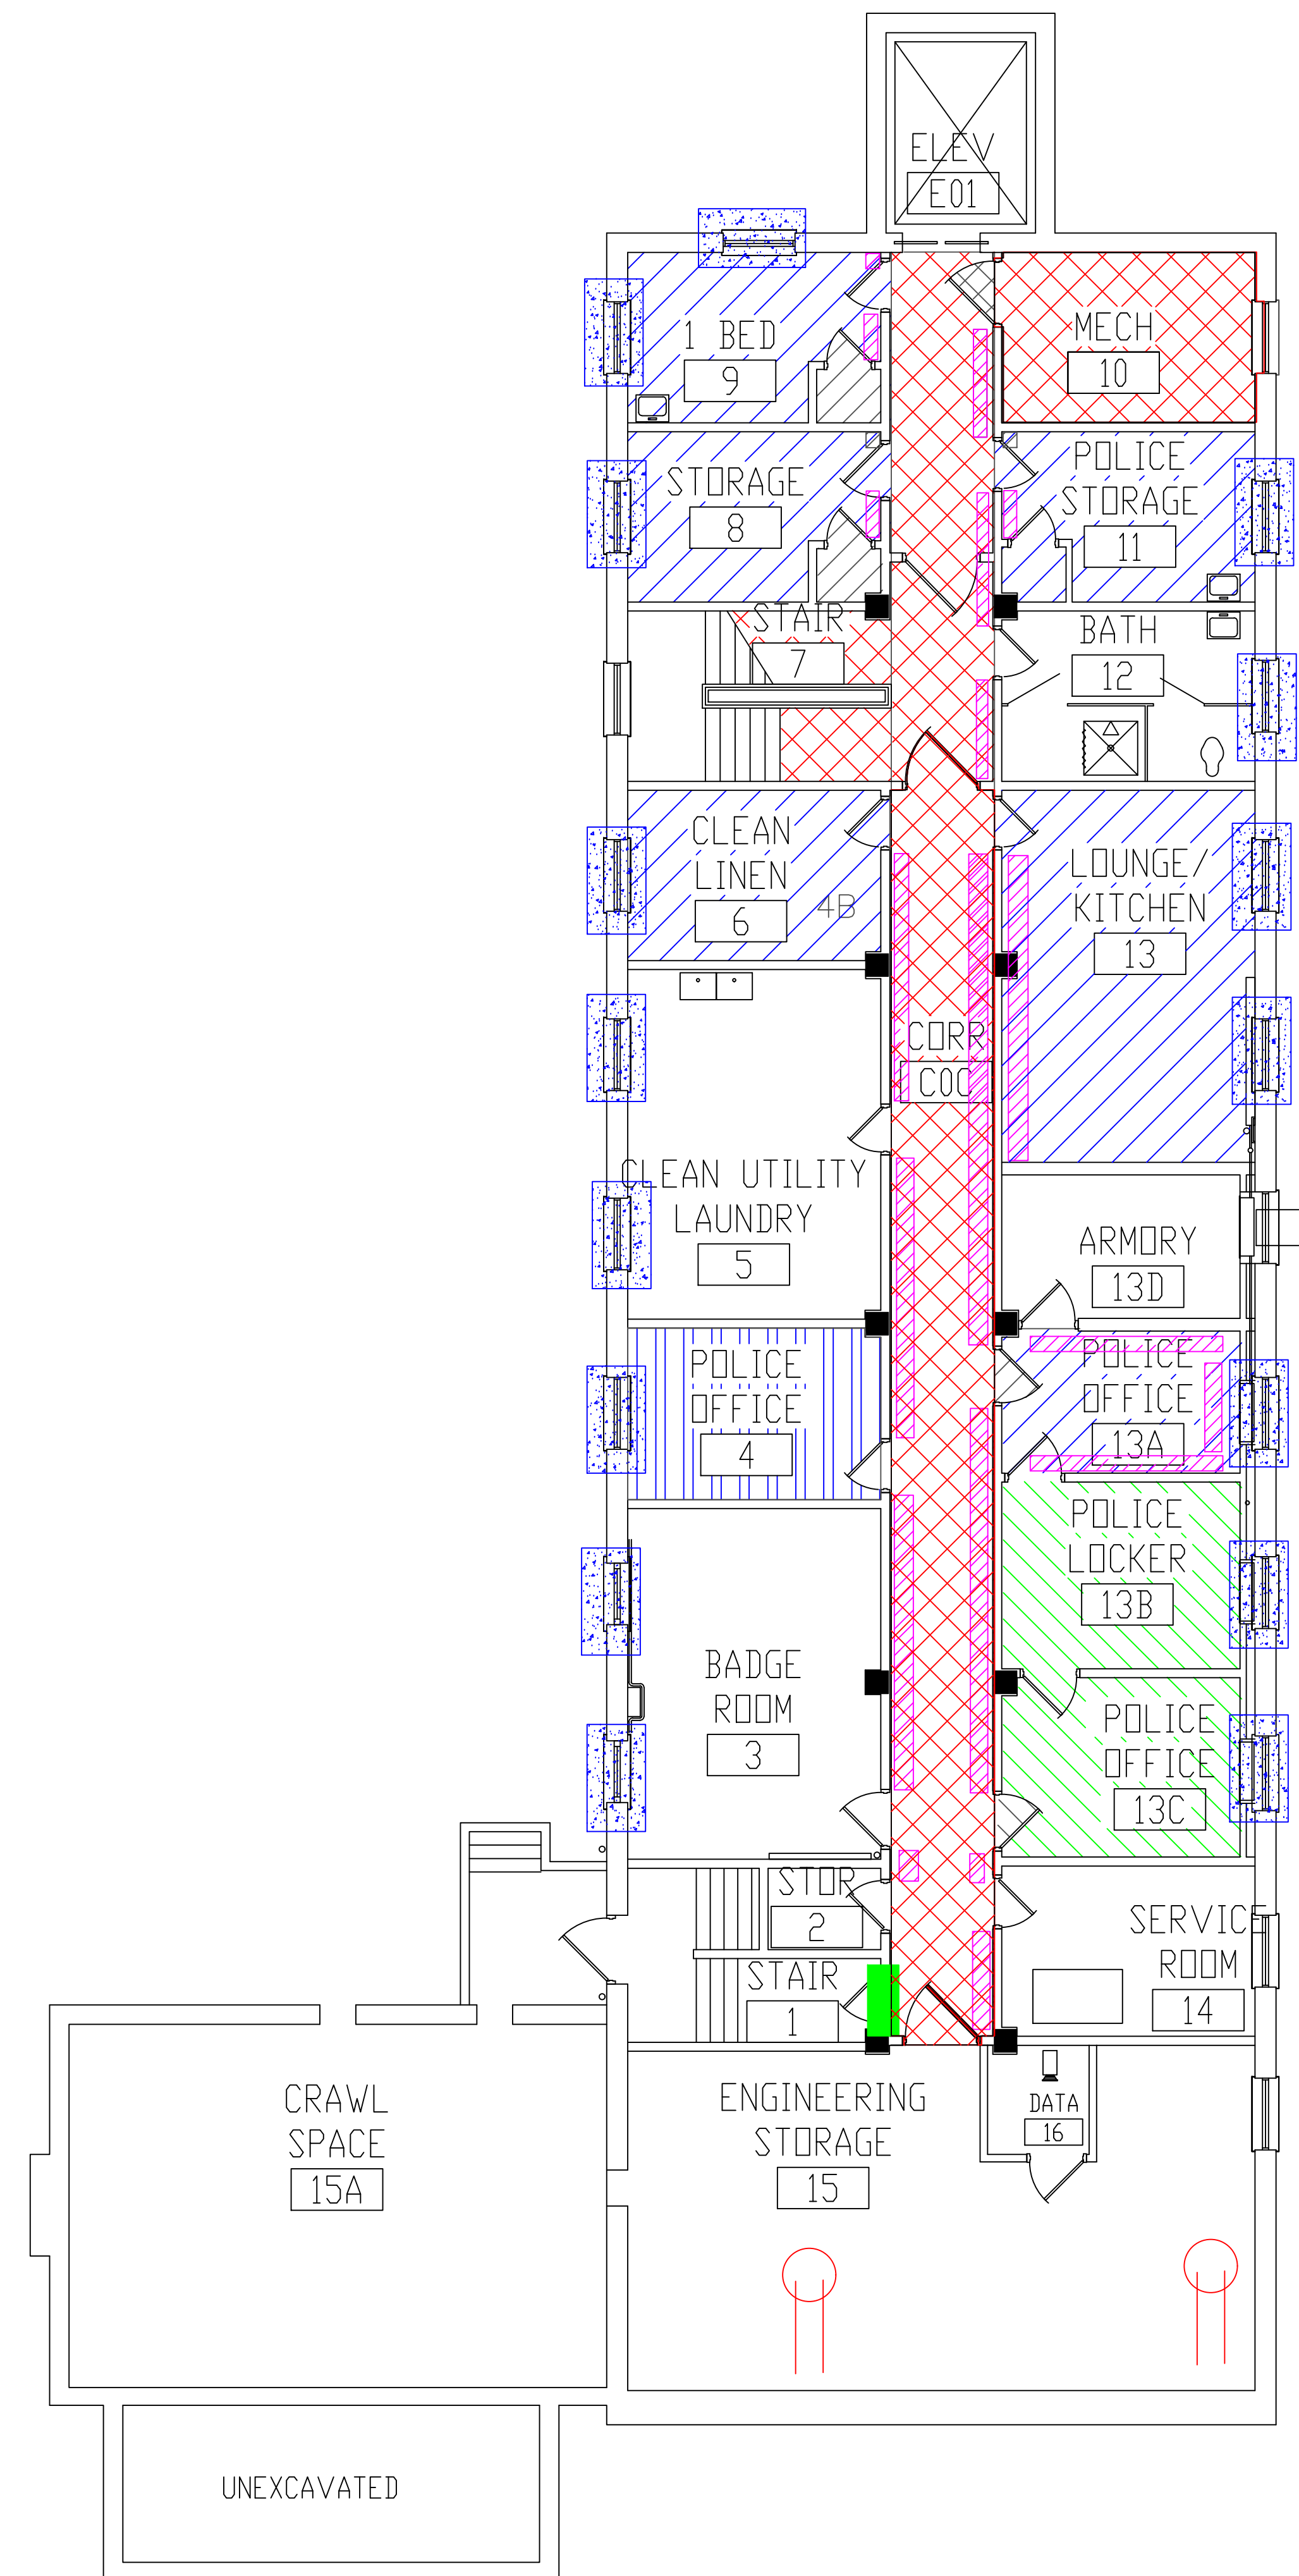 ELEV
E01
1 BED
9
MECH
10
STORAGE
8
POLICE
STORAGE
11
STAIR
7
BATH
12
CLEAN
LINEN
6
4B
LOUNGE/
KITCHEN
13
CORR
C0C
CLEAN UTILITY
LAUNDRY
5
ARMORY
13D
POLICE
OFFICE
4
POLICE
OFFICE
13A
POLICE
LOCKER
13B
BADGE
ROOM
3
POLICE
OFFICE
13C
STOR
2
SERVICE
ROOM
14
STAIR
1
CRAWL
SPACE
15A
ENGINEERING
STORAGE
15
DATA
16
UNEXCAVATED